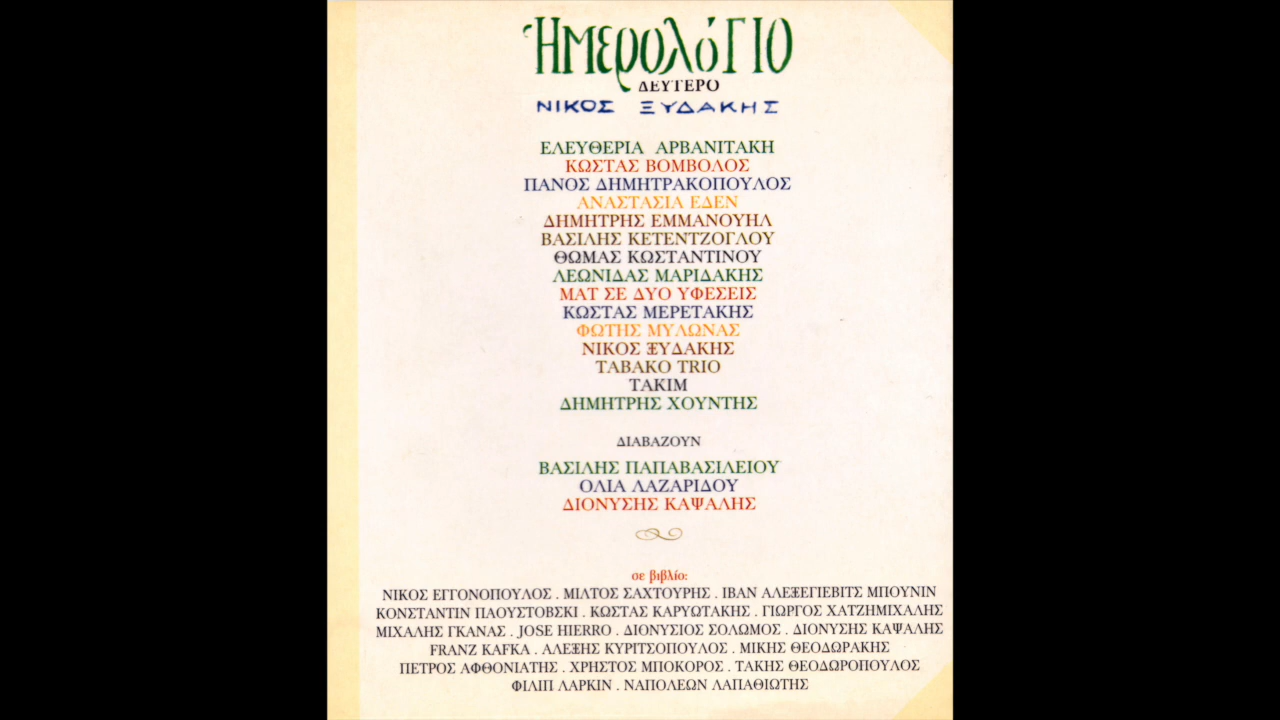 Ἡμερολόγιο
ΔΕΥΤΕΡΟ
ΝΙΚΟΣ ΞΥΔΑΚΗΣ
ΕΛΕΥΘΕΡΙΑ ΑΡΒΑΝΙΤΑΚΗ
ΚΩΣΤΑΣ ΒΟΜΒΟΛΟΣ
ΠΑΝΟΣ ΔΗΜΗΤΡΑΚΟΠΟΥΛΟΣ
ΑΝΑΣΤΑΣΙΑ ΕΔΕΝ
ΔΗΜΗΤΡΗΣ ΕΜΜΑΝΟΥΗΛ
ΒΑΣΙΛΗΣ ΚΕΤΕΝΤΖΟΓΛΟΥ
ΘΩΜΑΣ ΚΩΣΤΑΝΤΙΝΟΥ
ΛΕΩΝΙΔΑΣ ΜΑΡΙΔΑΚΗΣ
ΜΑΤ ΣΕ ΔΥΟ ΥΦΕΣΕΙΣ
ΚΩΣΤΑΣ ΜΕΡΕΤΑΚΗΣ
ΦΩΤΗΣ ΜΥΛΩΝΑΣ
ΝΙΚΟΣ ΞΥΔΑΚΗΣ
TABAKO TRIO
ΤΑΚΙΜ
ΔΗΜΗΤΡΗΣ ΧΟΥΝΤΗΣ
ΔΙΑΒΑΖΟΥΝ
ΒΑΣΙΛΗΣ ΠΑΠΑΒΑΣΙΛΕΙΟΥ
ΟΛΙΑ ΛΑΖΑΡΙΔΟΥ
ΔΙΟΝΥΣΗΣ ΚΑΨΑΛΗΣ
σε βιβλίο:
ΝΙΚΟΣ ΕΓΓΟΝΟΠΟΥΛΟΣ . ΜΙΛΤΟΣ ΣΑΧΤΟΥΡΗΣ . ΙΒΑΝ ΑΛΕΞΕΓΙΕΒΙΤΣ ΜΠΟΥΝΙΝ
ΚΟΝΣΤΑΝΤΙΝ ΠΑΟΥΣΤΟΒΣΚΙ . ΚΩΣΤΑΣ ΚΑΡΥΩΤΑΚΗΣ . ΓΙΩΡΓΟΣ ΧΑΤΖΗΜΙΧΑΛΗΣ
ΜΙΧΑΛΗΣ ΓΚΑΝΑΣ . JOSE HIERRO . ΔΙΟΝΥΣΙΟΣ ΣΟΛΩΜΟΣ . ΔΙΟΝΥΣΗΣ ΚΑΨΑΛΗΣ
FRANZ KAFKA . ΑΛΕΞΗΣ ΚΥΡΙΤΣΟΠΟΥΛΟΣ . ΜΙΚΗΣ ΘΕΟΔΩΡΑΚΗΣ
ΠΕΤΡΟΣ ΑΦΘΟΝΙΑΤΗΣ . ΧΡΗΣΤΟΣ ΜΠΟΚΟΡΟΣ . ΤΑΚΗΣ ΘΕΟΔΩΡΟΠΟΥΛΟΣ
ΦΙΛΙΠ ΛΑΡΚΙΝ . ΝΑΠΟΛΕΩΝ ΛΑΠΑΘΙΩΤΗΣ